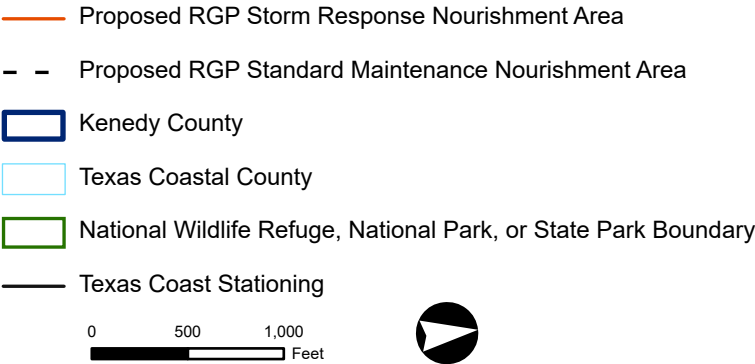 Proposed RGP Storm Response Nourishment Area
Proposed RGP Standard Maintenance Nourishment Area
Kenedy County
Texas Coastal County
National Wildlife Refuge, National Park, or State Park Boundary
Texas Coast Stationing
0 500 1,000
Feet